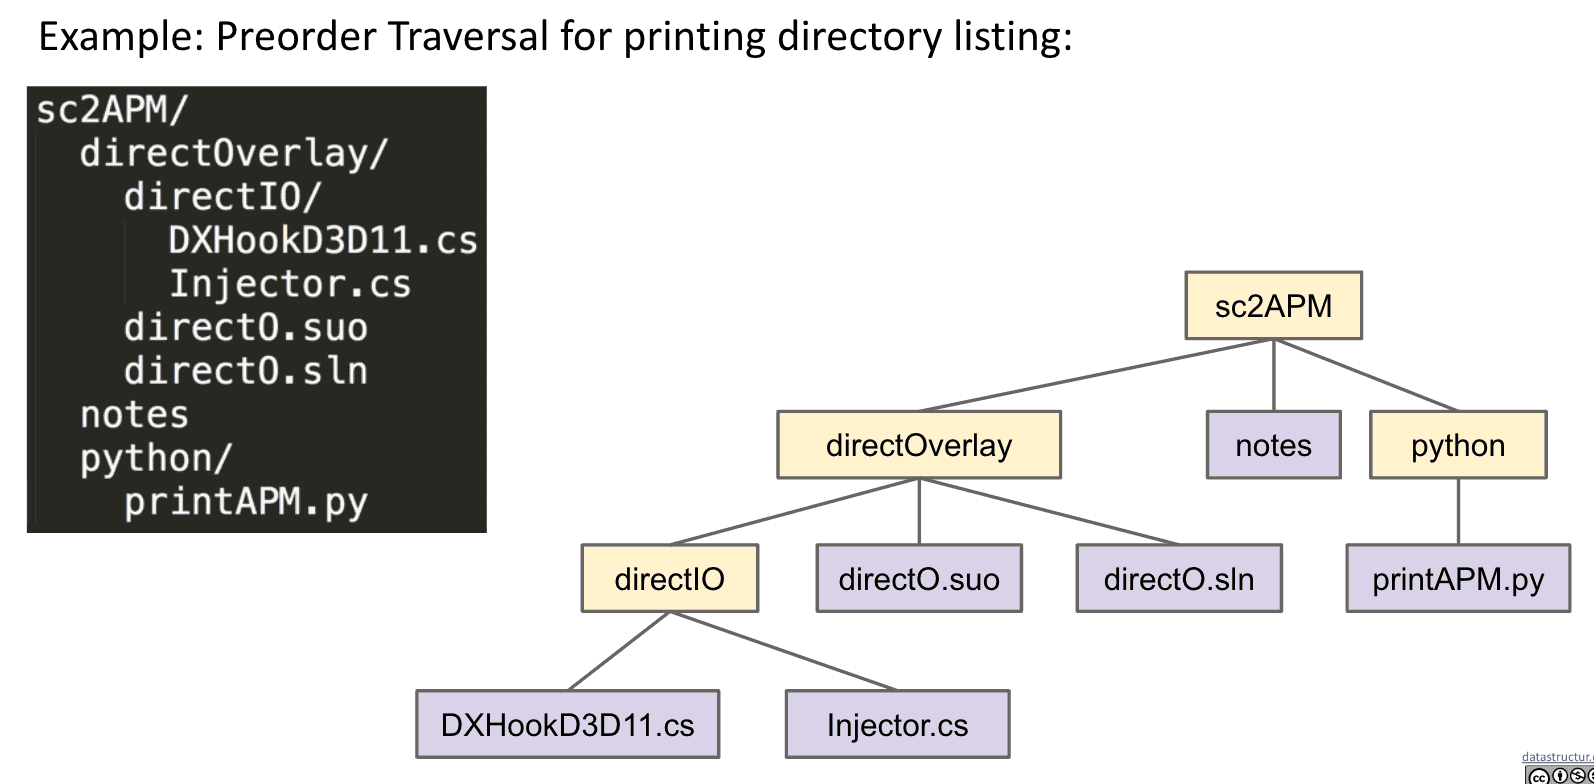 Example: Preorder Traversal for printing directory listing:
sc2APM/
directOverlay/
directIO/
DXHookD3D11.cs
Injector.cs
directO.suo
directO.sln
notes
python/
printAPM.py
sc2APM
directOverlay
notes
python
directIO
directO.suo
directO.sln
printAPM.py
DXHookD3D11.cs
Injector.cs
datastructur.
cc